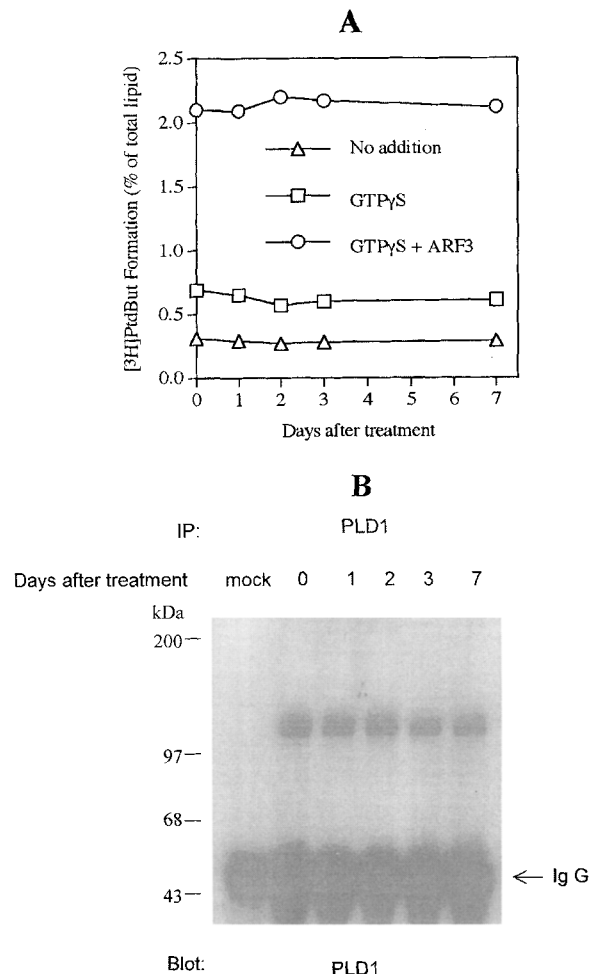 A
[3H]PtdBut Formation (% of total lipid)
2.5
2.0
1.5
1.0
0.5
0.0
No addition
GTPγS
GTPγS + ARF3
0 1 2 3 4 5 6 7
Days after treatment
B
IP: PLD1
Days after treatment mock 0 1 2 3 7
kDa
200
97
68
43
Ig G
Blot: PLD1